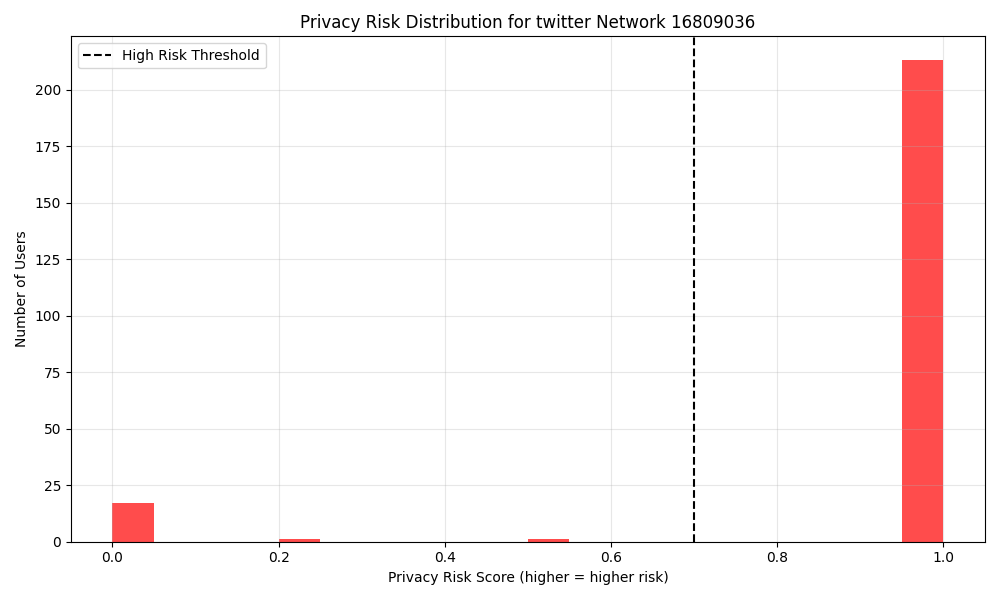 Privacy Risk Distribution for twitter Network 16809036
High Risk Threshold
Number of Users
200
175
150
125
100
75
50
25
0
0.0 0.2 0.4 0.6 0.8 1.0
Privacy Risk Score (higher = higher risk)